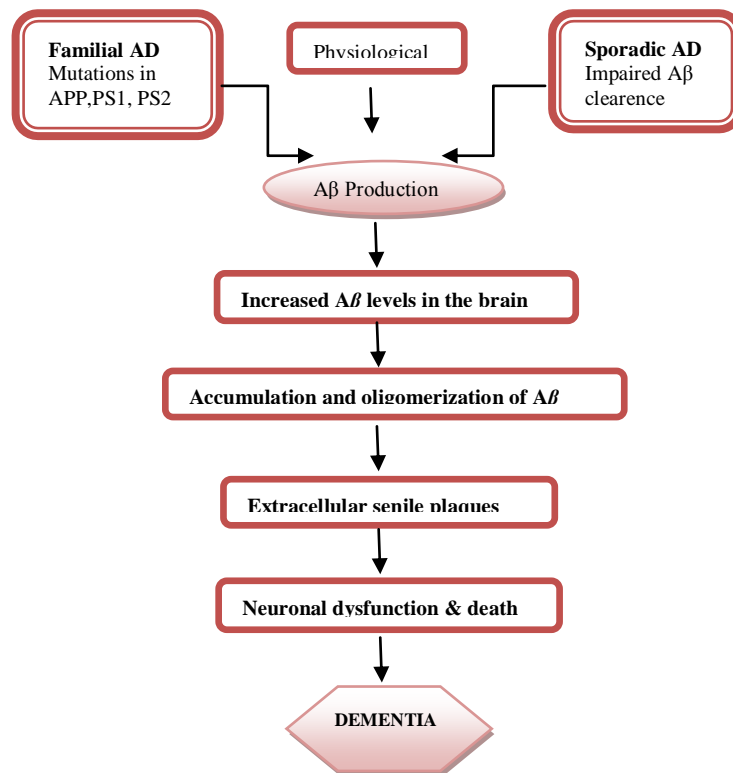 Familial AD
Mutations in
APP,PS1, PS2
Physiological
Sporadic AD
Impaired Aβ
clearence
Aβ Production
Increased Aβ levels in the brain
Accumulation and oligomerization of Aβ
Extracellular senile plaques
Neuronal dysfunction & death
DEMENTIA